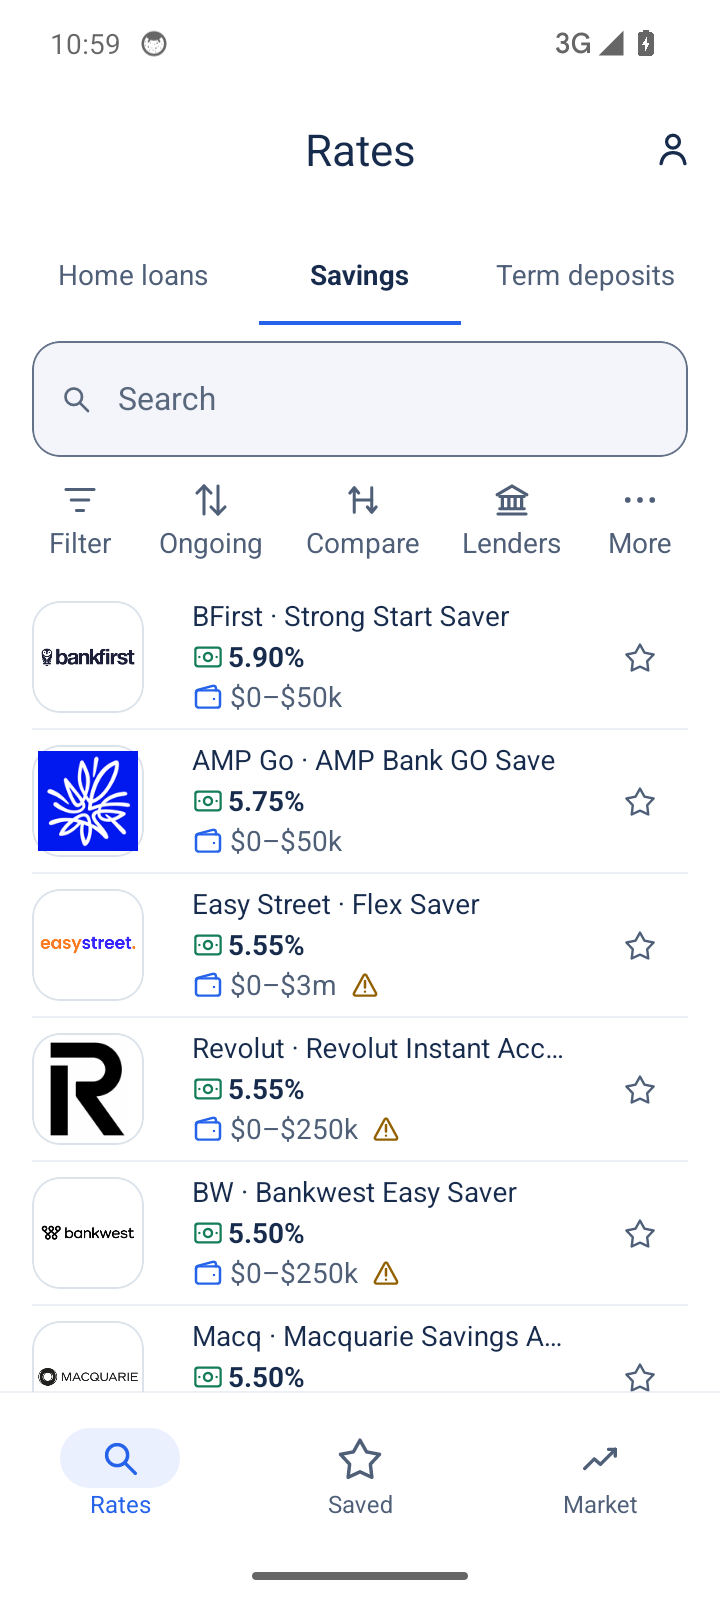 10:59
3G
Rates
Home loans
Savings
Term deposits
Search
Filter
Ongoing
Compare
Lenders
More
bankfirst
BFirst · Strong Start Saver
5.90%
$0–$50k
AMP Go · AMP Bank GO Save
5.75%
$0–$50k
easystreet.
Easy Street · Flex Saver
5.55%
$0–$3m
R
Revolut · Revolut Instant Acc...
5.55%
$0–$250k
bankwest
BW · Bankwest Easy Saver
5.50%
$0–$250k
MACQUARIE
Macq · Macquarie Savings A...
5.50%
Rates
Saved
Market